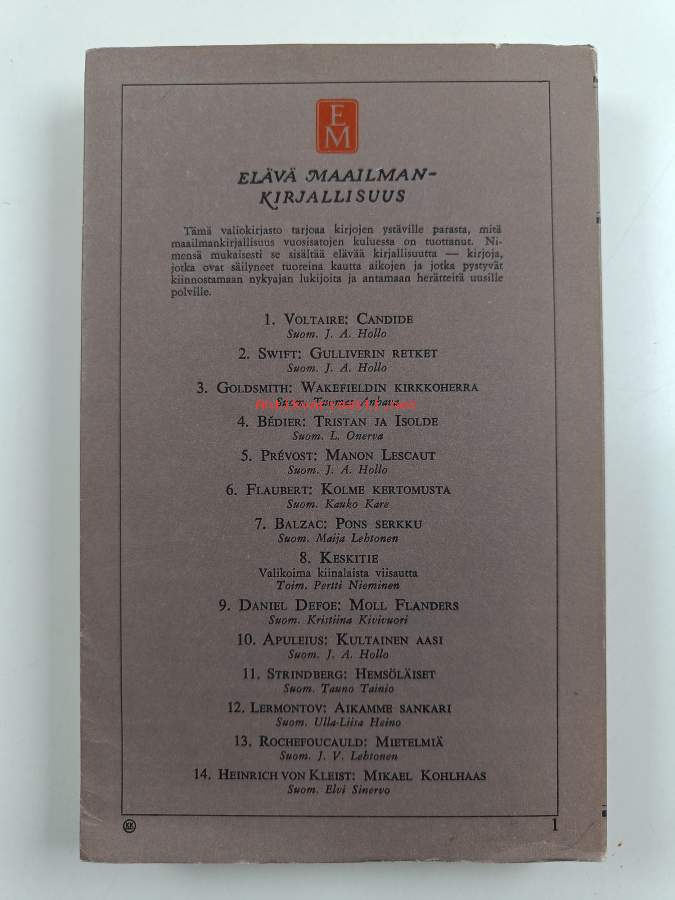 E
M
ELÄVÄ MAAILMAN-
KIRJALLISUUS
Tämä valiokirjasto tarjoaa kirjojen ystäville parasta, mitä
maailmankirjallisuus vuosisatojen kuluessa on tuottanut. Ni-
mensä mukaisesti se sisältää elävää kirjallisuutta — kirjoja,
jotka ovat säilyneet tuoreina kautta aikojen ja jotka pystyvät
kiinnostamaan nykyajan lukijoita ja antamaan herätteitä uusille
polville.
1. VOLTAIRE: CANDIDE
Suom. J. A. Hollo
2. SWIFT: GULLIVERIN RETKET
Suom. J. A. Hollo
3. GOLDSMITH: WAKEFIELDIN KIRKKOHERRA
Suom. Tuomas Anhava
4. BÉDIER: TRISTAN JA ISOLDE
Suom. L. Onerva
5. PRÉVOST: MANON LESCAUT
Suom. J. A. Hollo
6. FLAUBERT: KOLME KERTOMUSTA
Suom. Kauko Kare
7. BALZAC: PONS SERKKU
Suom. Maija Lehtonen
8. KESKITIE
Valikoima kiinalaista viisautta
Toim. Pertti Nieminen
9. DANIEL DEFOE: MOLL FLANDERS
Suom. Kristiina Kivivuori
10. APULEIUS: KULTAINEN AASI
Suom. J. A. Hollo
11. STRINDBERG: HEMSÖLÄISET
Suom. Tauno Tainio
12. LERMONTOV: AIKAMME SANKARI
Suom. Ulla-Liisa Heino
13. ROCHEFOUCAULD: MIETELMIÄ
Suom. J. V. Lehtonen
14. HEINRICH VON KLEIST: MIKAEL KOHLHAAS
Suom. Elvi Sinervo
1